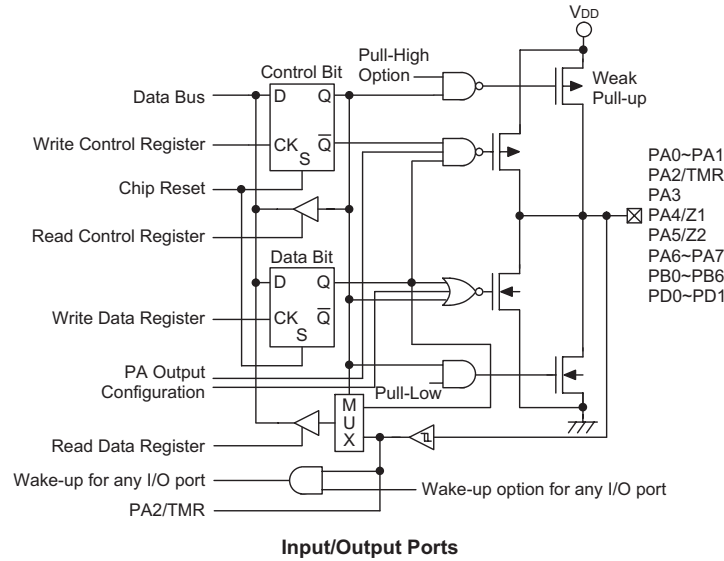 VDD
Pull-High
Option
Weak
Pull-up
Control Bit
Data Bus
D
Q
Write Control Register
CK
Q
S
Chip Reset
Read Control Register
PA0~PA1
PA2/TMR
PA3
PA4/Z1
PA5/Z2
PA6~PA7
PB0~PB6
PD0~PD1
Data Bit
D
Q
Write Data Register
CK
Q
S
PA Output
Configuration
Pull-Low
M
U
X
Read Data Register
Wake-up for any I/O port
Wake-up option for any I/O port
PA2/TMR
Input/Output Ports